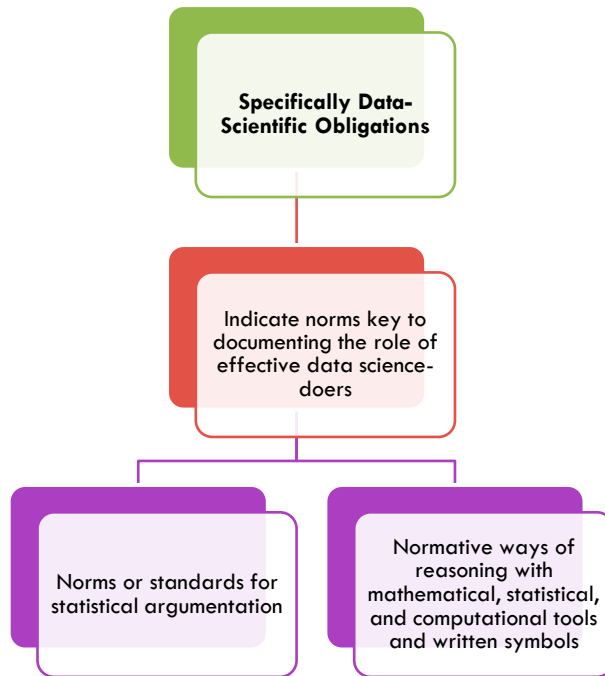 Specifically Data-
Scientific Obligations
Indicate norms key to
documenting the role of
effective data science-
doers
Norms or standards for
statistical argumentation
Normative ways of
reasoning with
mathematical, statistical,
and computational tools
and written symbols